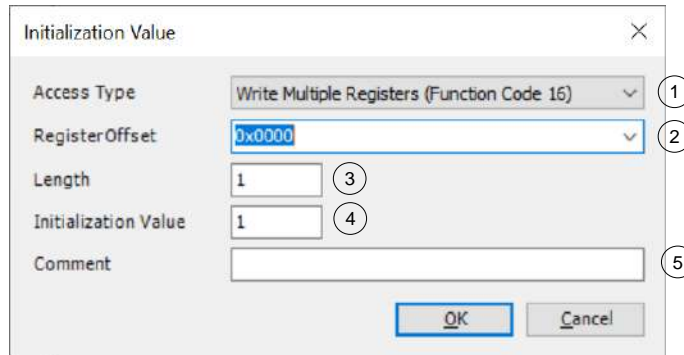 Initialization Value
Access Type Write Multiple Registers (Function Code 16) 1
RegisterOffset 0x0000 2
Length 1 3
Initialization Value 1 4
Comment 5
OK Cancel